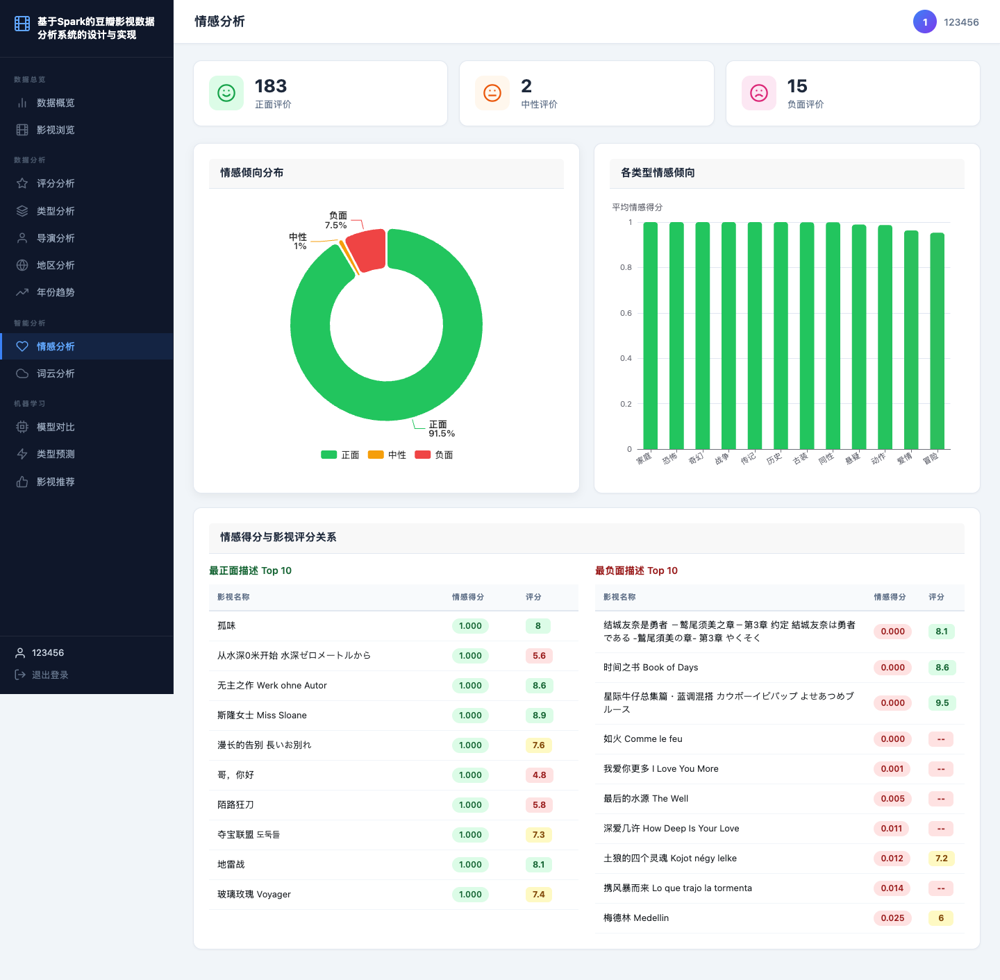 基于Spark的豆瓣影视数据
分析系统的设计与实现
数据总览
数据概览
影视浏览
数据分析
评分分析
类型分析
导演分析
地区分析
年份趋势
智能分析
情感分析
词云分析
机器学习
模型对比
类型预测
影视推荐
123456
退出登录
情感分析
1 123456
183
正面评价
2
中性评价
15
负面评价
情感倾向分布
负面
7.5%
中性
1%
正面
91.5%
正面 中性 负面
各类型情感倾向
平均情感得分
1
0.8
0.6
0.4
0.2
0
家庭 恐怖 奇幻 战争 传记 历史 古装 同性 悬疑 动作 爱情 冒险
情感得分与影视评分关系
最正面描述 Top 10
影视名称 情感得分 评分
孤味 1.000 8
从水深0米开始 水深ゼロメートルから 1.000 5.6
无主之作 Werk ohne Autor 1.000 8.6
斯隆女士 Miss Sloane 1.000 8.9
漫长的告别 長いお別れ 1.000 7.6
哥，你好 1.000 4.8
陌路狂刀 1.000 5.8
夺宝联盟 도둑들 1.000 7.3
地雷战 1.000 8.1
玻璃玫瑰 Voyager 1.000 7.4
最负面描述 Top 10
影视名称 情感得分 评分
结城友奈是勇者 －鹫尾须美之章－第3章 约定 結城友奈は勇者
である -鷲尾須美の章- 第3章 やくそく 0.000 8.1
时间之书 Book of Days 0.000 8.6
星际牛仔总集篇·蓝调混搭 カウボーイビバップ よせあつめブ
ルース 0.000 9.5
如火 Comme le feu 0.000 --
我爱你更多 I Love You More 0.001 --
最后的水源 The Well 0.005 --
深爱几许 How Deep Is Your Love 0.011 --
土狼的四个灵魂 Kojot négy lelke 0.012 7.2
携风暴而来 Lo que trajo la tormenta 0.014 --
梅德林 Medellin 0.025 6